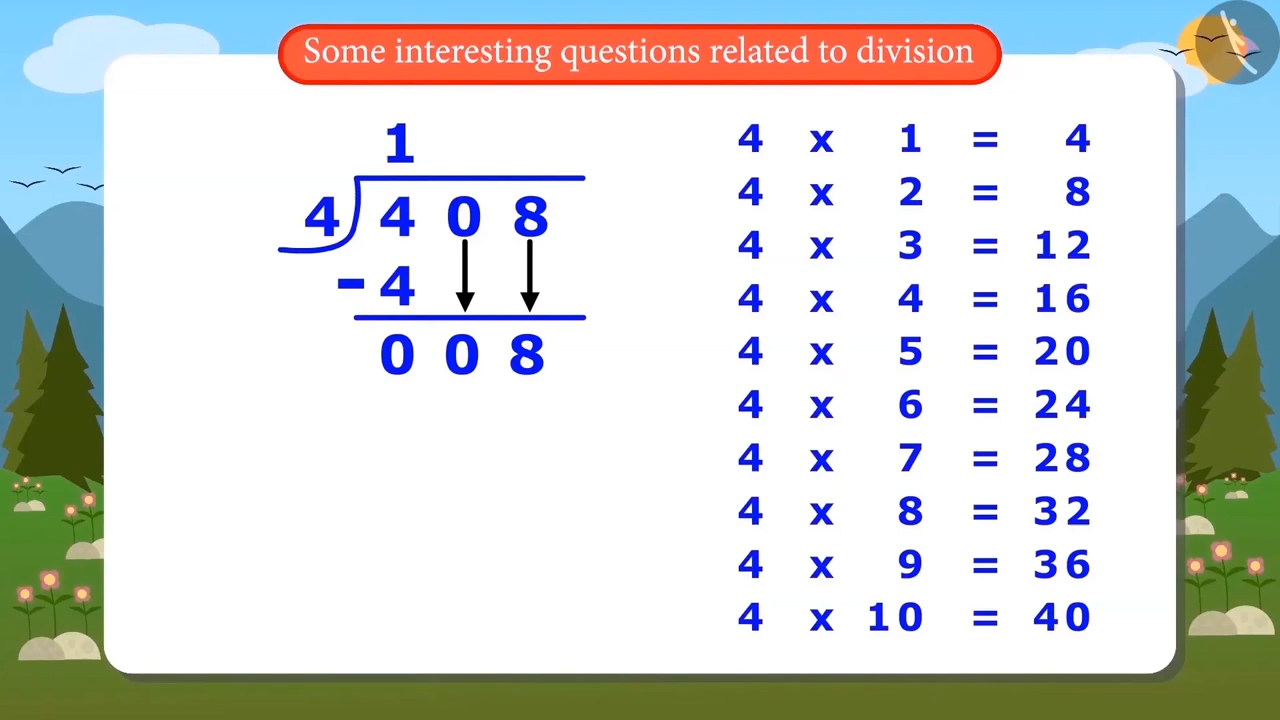 Some interesting questions related to division
1
4 4 0 8
- 4
0 0 8
4 x 1 = 4
4 x 2 = 8
4 x 3 = 12
4 x 4 = 16
4 x 5 = 20
4 x 6 = 24
4 x 7 = 28
4 x 8 = 32
4 x 9 = 36
4 x 10 = 40